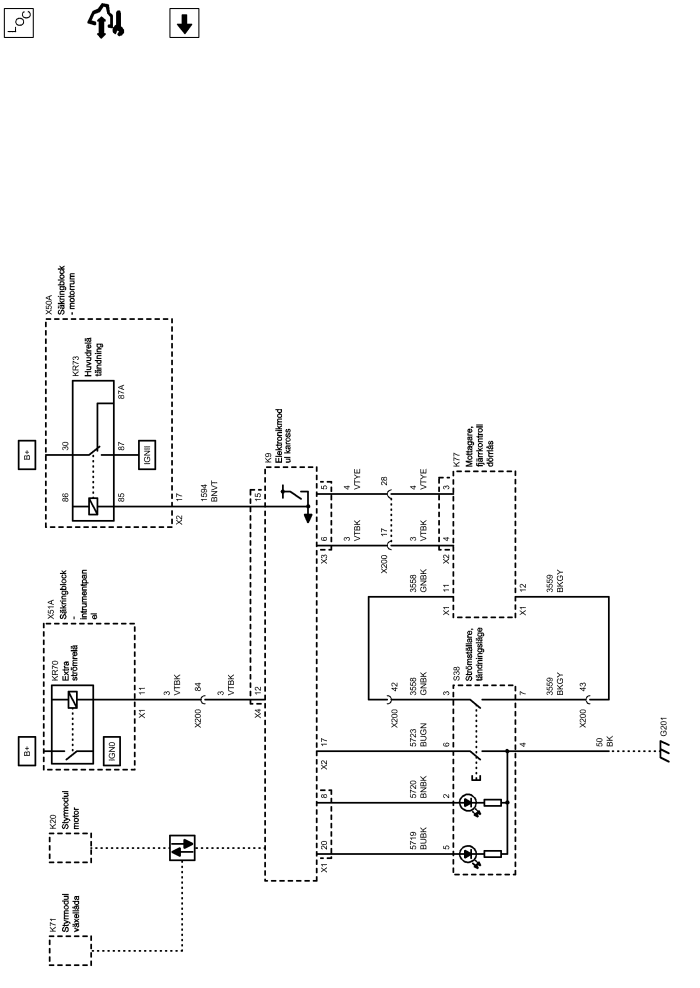 LOC
X50A
Säkringblock
- motorrum
KR73
Huvudrelä
tändning
B+
30
87A
87
IGNII
86
85
17
X2
1594
BNVT
X51A
Säkringblock
-
intrumentpan
el
KR70
Extra
strömrelä
B+
IGN0
11
X1
3
VTBK
84
X200
3
VTBK
12
X4
15
K9
Elektronikmod
ul kaross
K20
Styrmodul
motor
K71
Styrmodul
växellåda
5
4
VTYE
28
4
VTYE
3
6
X3
3
VTBK
17
X200
3
VTBK
4
X2
K77
Mottagare,
fjärrkontroll
dörrlås
3558
GNBK
11
X1
12
X1
3559
BKGY
42
X200
3558
GNBK
3
S38
Strömställare,
tändningsläge
7
3559
BKGY
43
X200
17
X2
5723
BUGN
6
4
50
BK
G201
8
5720
BNBK
2
20
X1
5719
BUBK
5